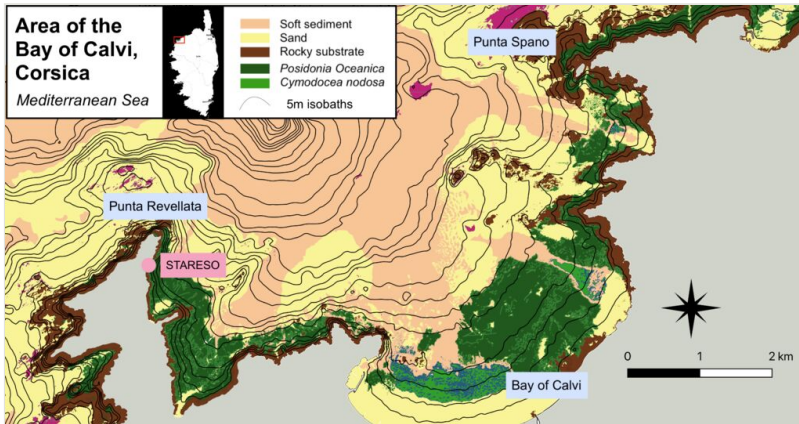 Area of the
Bay of Calvi,
Corsica
Mediterranean Sea
Soft sediment
Sand
Rocky substrate
Posidonia Oceanica
Cymodocea nodosa
5m isobaths
Punta Spano
Punta Revellata
STARESO
Bay of Calvi
0 1 2 km